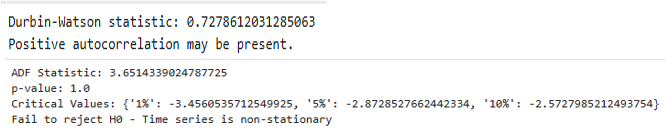 Durbin-Watson statistic: 0.7278612031285063
Positive autocorrelation may be present.
ADF Statistic: 3.6514339024787725
p-value: 1.0
Critical Values: {'1%': -3.4560535712549925, '5%': -2.8728527662442334, '10%': -2.5727985212493754}
Fail to reject H0 - Time series is non-stationary